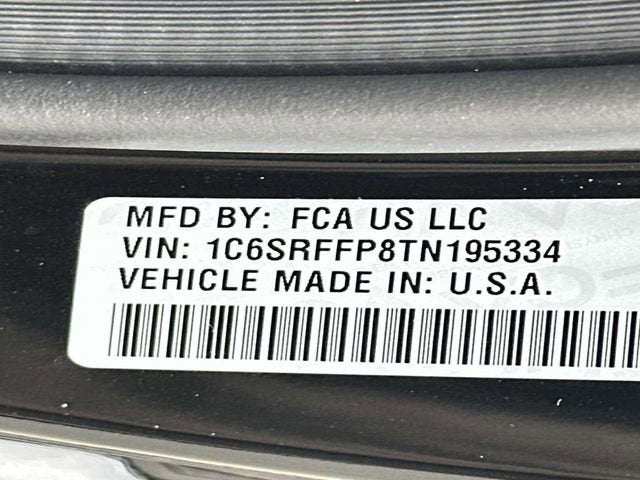 MFD BY: FCA US LLC
VIN: 1C6SRFFP8TN195334
VEHICLE MADE IN: U.S.A.